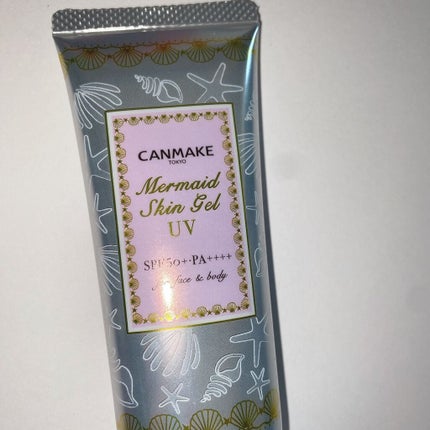 CANMAKE
TOKYO
Mermaid
Skin Gel
UV
SPF50+·PA++++
for face & body